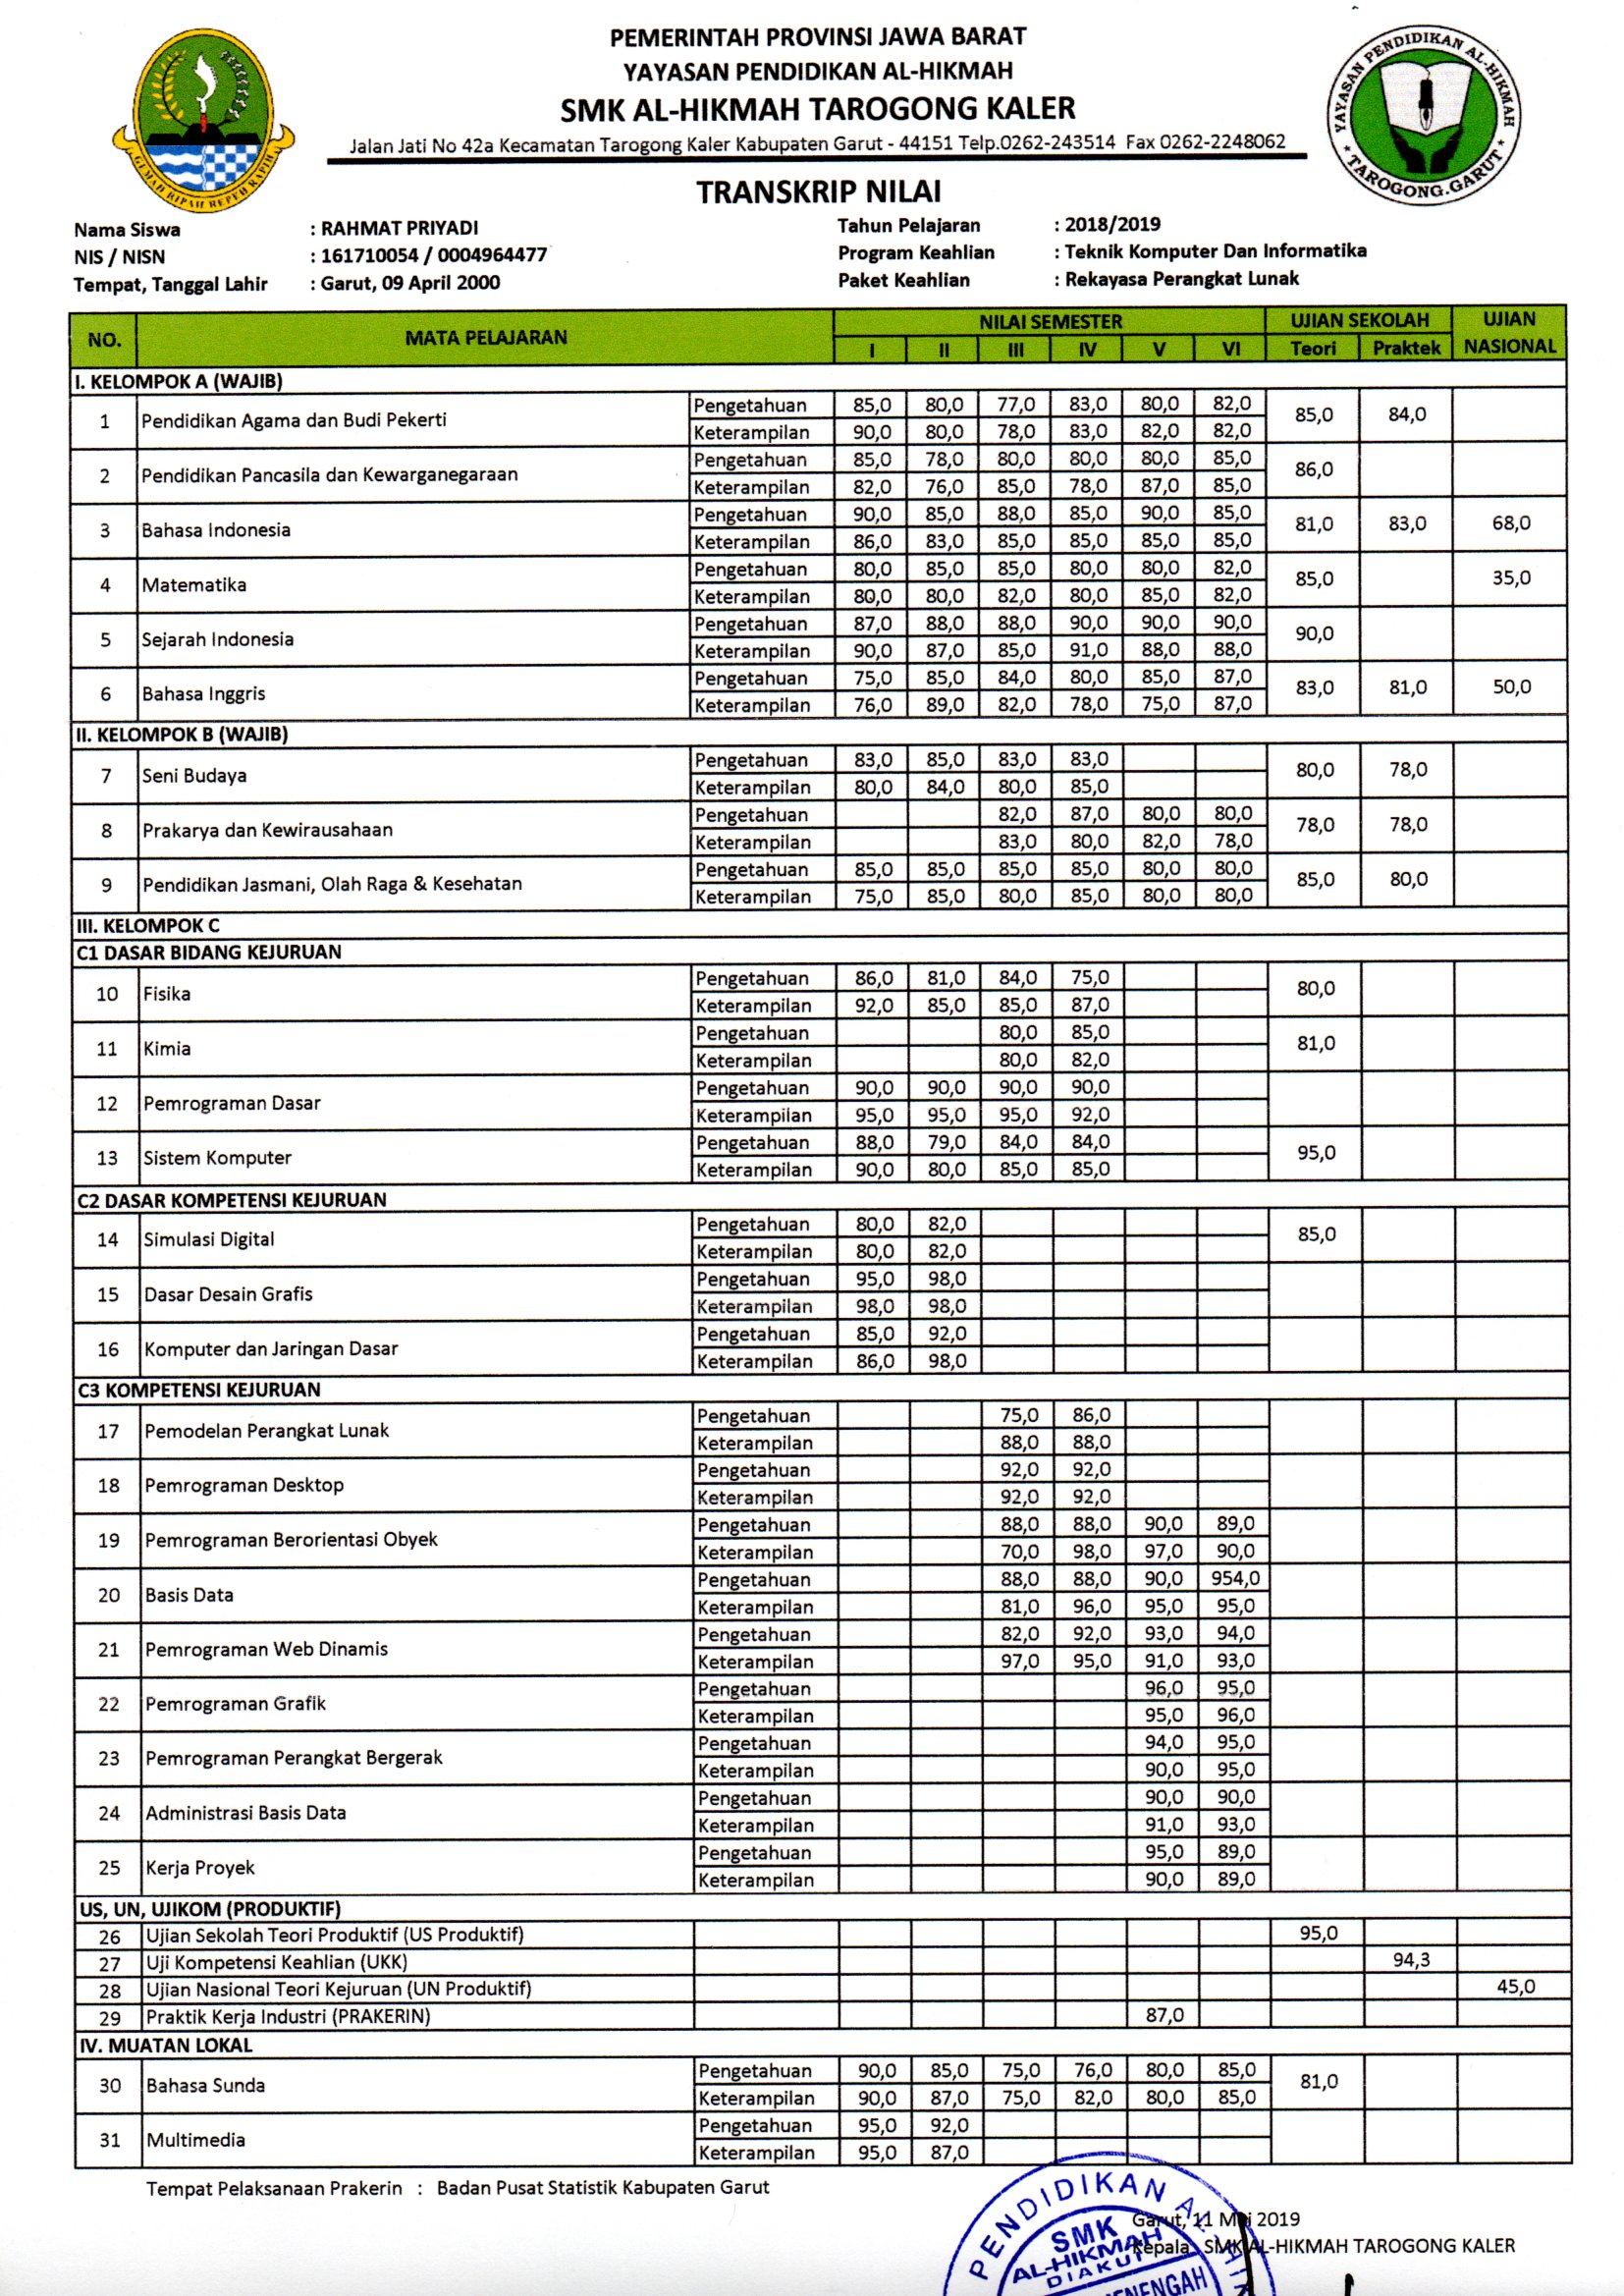 PEMERINTAH PROVINSI JAWA BARAT
YAYASAN PENDIDIKAN AL-HIKMAH
SMK AL-HIKMAH TAROGONG KALER
Jalan Jati No 42a Kecamatan Tarogong Kaler Kabupaten Garut - 44151 Telp.0262-243514 Fax 0262-2248062
GEMAH RIPAH REPEH RAPIH
YAYASAN PENDIDIKAN AL-HIKMAH
* TAROGONG.GARUT *
TRANSKRIP NILAI
Nama Siswa : RAHMAT PRIYADI Tahun Pelajaran : 2018/2019
NIS / NISN : 161710054 / 0004964477 Program Keahlian : Teknik Komputer Dan Informatika
Tempat, Tanggal Lahir : Garut, 09 April 2000 Paket Keahlian : Rekayasa Perangkat Lunak
NO. MATA PELAJARAN NILAI SEMESTER UJIAN SEKOLAH UJIAN NASIONAL
I II III IV V VI Teori Praktek
I. KELOMPOK A (WAJIB)
1 Pendidikan Agama dan Budi Pekerti Pengetahuan 85,0 80,0 77,0 83,0 80,0 82,0 85,0 84,0
Keterampilan 90,0 80,0 78,0 83,0 82,0 82,0
2 Pendidikan Pancasila dan Kewarganegaraan Pengetahuan 85,0 78,0 80,0 80,0 80,0 85,0 86,0
Keterampilan 82,0 76,0 85,0 78,0 87,0 85,0
3 Bahasa Indonesia Pengetahuan 90,0 85,0 88,0 85,0 90,0 85,0 81,0 83,0 68,0
Keterampilan 86,0 83,0 85,0 85,0 85,0 85,0
4 Matematika Pengetahuan 80,0 85,0 85,0 80,0 80,0 82,0 85,0 35,0
Keterampilan 80,0 80,0 82,0 80,0 85,0 82,0
5 Sejarah Indonesia Pengetahuan 87,0 88,0 88,0 90,0 90,0 90,0 90,0
Keterampilan 90,0 87,0 85,0 91,0 88,0 88,0
6 Bahasa Inggris Pengetahuan 75,0 85,0 84,0 80,0 85,0 87,0 83,0 81,0 50,0
Keterampilan 76,0 89,0 82,0 78,0 75,0 87,0
II. KELOMPOK B (WAJIB)
7 Seni Budaya Pengetahuan 83,0 85,0 83,0 83,0 80,0 78,0
Keterampilan 80,0 84,0 80,0 85,0
8 Prakarya dan Kewirausahaan Pengetahuan 82,0 87,0 80,0 80,0 78,0 78,0
Keterampilan 83,0 80,0 82,0 78,0
9 Pendidikan Jasmani, Olah Raga & Kesehatan Pengetahuan 85,0 85,0 85,0 85,0 80,0 80,0 85,0 80,0
Keterampilan 75,0 85,0 80,0 85,0 80,0 80,0
III. KELOMPOK C
C1 DASAR BIDANG KEJURUAN
10 Fisika Pengetahuan 86,0 81,0 84,0 75,0 80,0
Keterampilan 92,0 85,0 85,0 87,0
11 Kimia Pengetahuan 80,0 85,0 81,0
Keterampilan 80,0 82,0
12 Pemrograman Dasar Pengetahuan 90,0 90,0 90,0 90,0
Keterampilan 95,0 95,0 95,0 92,0
13 Sistem Komputer Pengetahuan 88,0 79,0 84,0 84,0 95,0
Keterampilan 90,0 80,0 85,0 85,0
C2 DASAR KOMPETENSI KEJURUAN
14 Simulasi Digital Pengetahuan 80,0 82,0 85,0
Keterampilan 80,0 82,0
15 Dasar Desain Grafis Pengetahuan 95,0 98,0
Keterampilan 98,0 98,0
16 Komputer dan Jaringan Dasar Pengetahuan 85,0 92,0
Keterampilan 86,0 98,0
C3 KOMPETENSI KEJURUAN
17 Pemodelan Perangkat Lunak Pengetahuan 75,0 86,0
Keterampilan 88,0 88,0
18 Pemrograman Desktop Pengetahuan 92,0 92,0
Keterampilan 92,0 92,0
19 Pemrograman Berorientasi Obyek Pengetahuan 88,0 88,0 90,0 89,0
Keterampilan 70,0 98,0 97,0 90,0
20 Basis Data Pengetahuan 88,0 88,0 90,0 954,0
Keterampilan 81,0 96,0 95,0 95,0
21 Pemrograman Web Dinamis Pengetahuan 82,0 92,0 93,0 94,0
Keterampilan 97,0 95,0 91,0 93,0
22 Pemrograman Grafik Pengetahuan 96,0 95,0
Keterampilan 95,0 96,0
23 Pemrograman Perangkat Bergerak Pengetahuan 94,0 95,0
Keterampilan 90,0 95,0
24 Administrasi Basis Data Pengetahuan 90,0 90,0
Keterampilan 91,0 93,0
25 Kerja Proyek Pengetahuan 95,0 89,0
Keterampilan 90,0 89,0
US, UN, UJIKOM (PRODUKTIF)
26 Ujian Sekolah Teori Produktif (US Produktif) 95,0
27 Uji Kompetensi Keahlian (UKK) 94,3
28 Ujian Nasional Teori Kejuruan (UN Produktif) 45,0
29 Praktik Kerja Industri (PRAKERIN) 87,0
IV. MUATAN LOKAL
30 Bahasa Sunda Pengetahuan 90,0 85,0 75,0 76,0 80,0 85,0 81,0
Keterampilan 90,0 87,0 75,0 82,0 80,0 85,0
31 Multimedia Pengetahuan 95,0 92,0
Keterampilan 95,0 87,0
Tempat Pelaksanaan Prakerin : Badan Pusat Statistik Kabupaten Garut
Garut, 11 Mei 2019
Kepala SMK AL-HIKMAH TAROGONG KALER
PENDIDIKAN AL-HI
SMK
AL-HIKMAH
DIAKUI